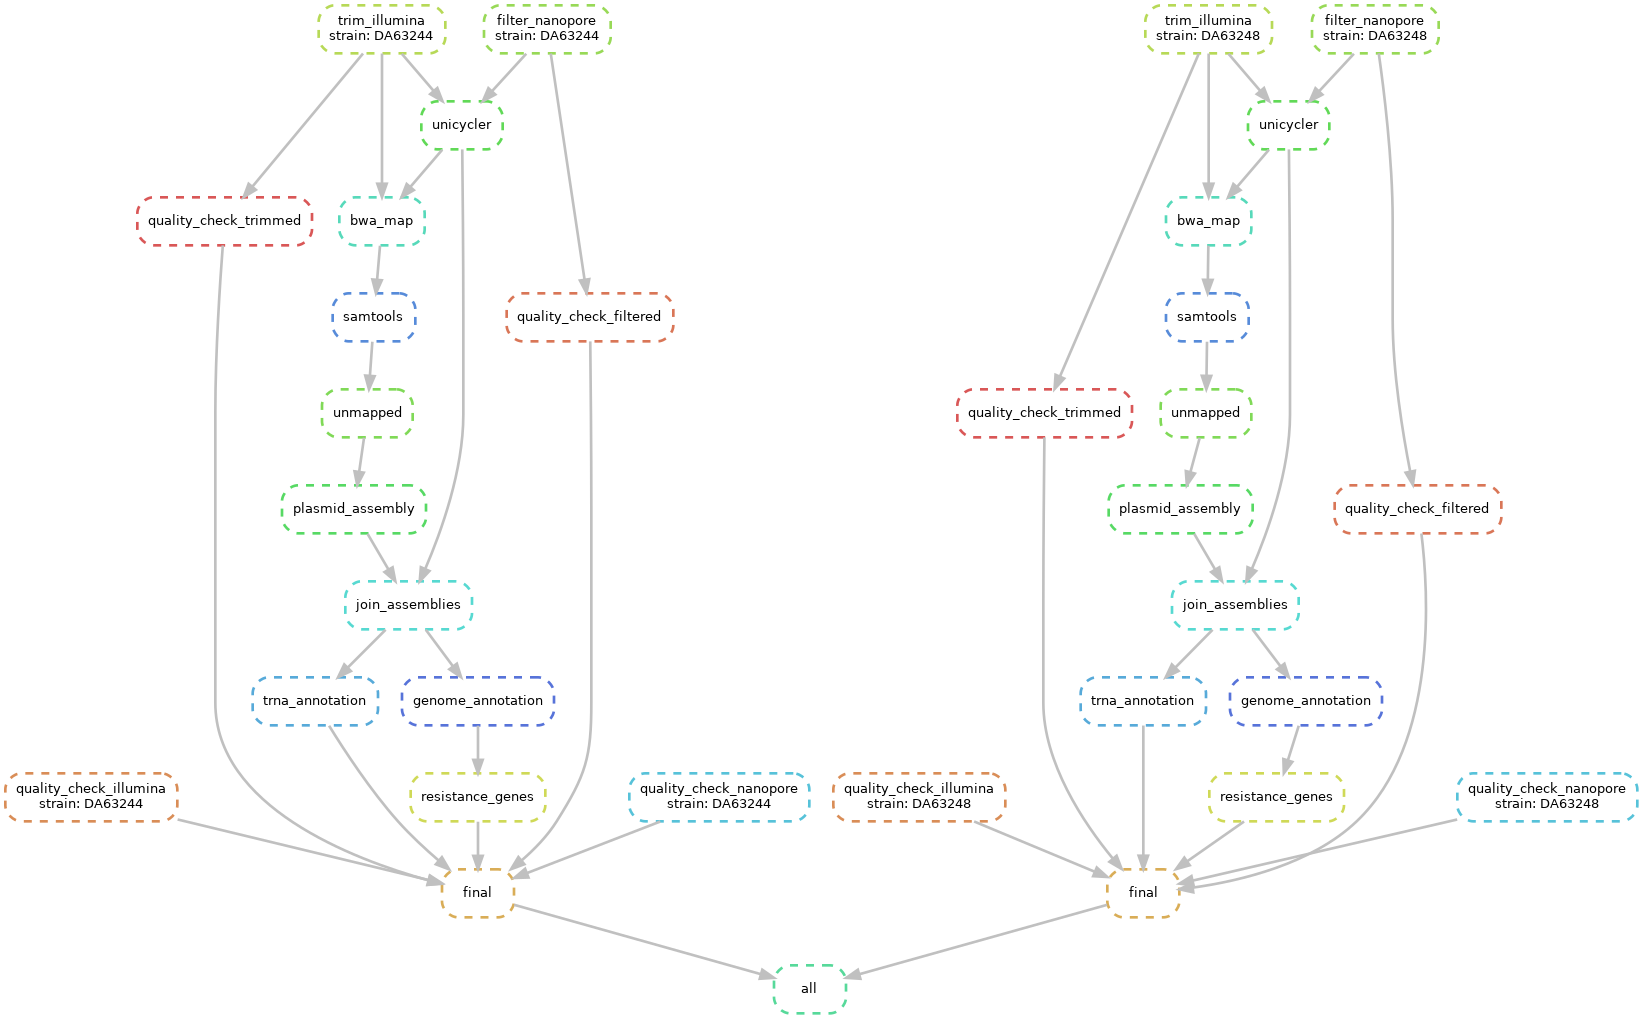 trim_illumina
strain: DA63244
filter_nanopore
strain: DA63244
trim_illumina
strain: DA63248
filter_nanopore
strain: DA63248
unicycler
unicycler
quality_check_trimmed
bwa_map
bwa_map
samtools
quality_check_filtered
samtools
unmapped
quality_check_trimmed
unmapped
plasmid_assembly
plasmid_assembly
quality_check_filtered
join_assemblies
join_assemblies
trna_annotation
genome_annotation
trna_annotation
genome_annotation
quality_check_illumina
strain: DA63244
resistance_genes
quality_check_nanopore
strain: DA63244
quality_check_illumina
strain: DA63248
resistance_genes
quality_check_nanopore
strain: DA63248
final
final
all